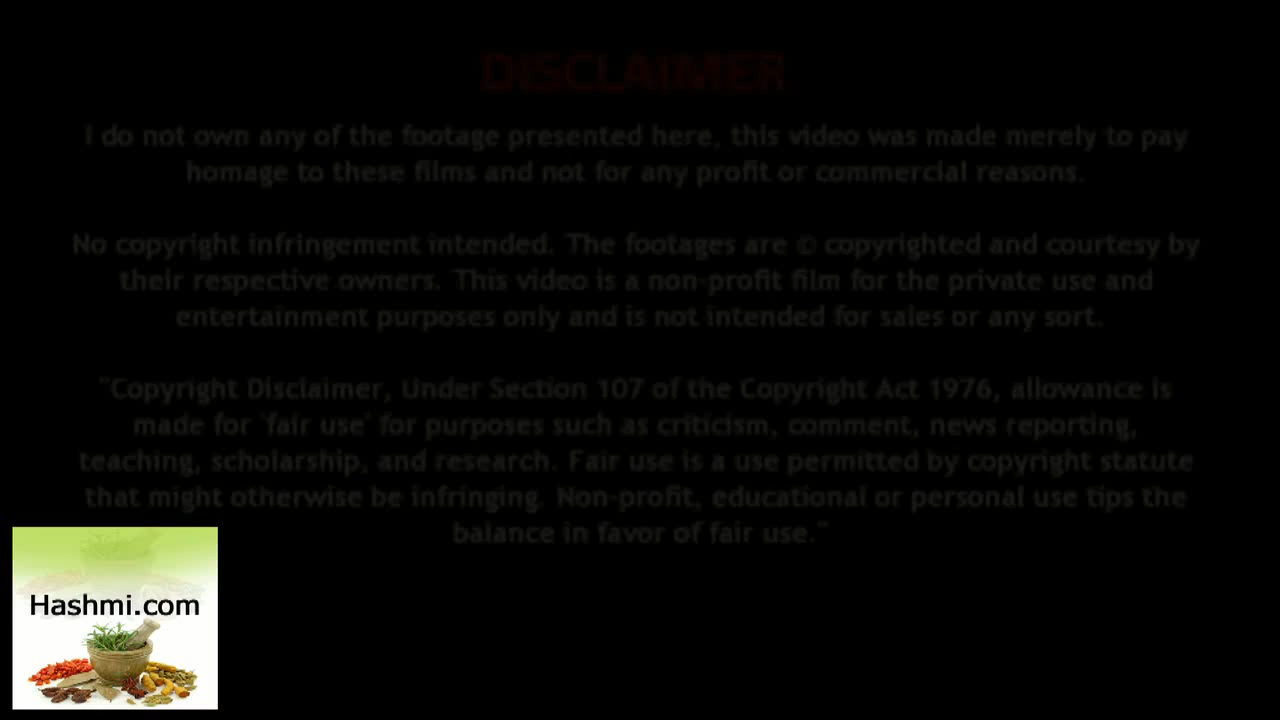 DISCLAIMER
I do not own any of the footage presented here, this video was made merely to pay
homage to these films and not for any profit or commercial reasons.
No copyright infringement intended. The footages are © copyrighted and courtesy by
their respective owners. This video is a non-profit film for the private use and
entertainment purposes only and is not intended for sales or any sort.
"Copyright Disclaimer, Under Section 107 of the Copyright Act 1976, allowance is
made for 'fair use' for purposes such as criticism, comment, news reporting,
teaching, scholarship, and research. Fair use is a use permitted by copyright statute
that might otherwise be infringing. Non-profit, educational or personal use tips the
balance in favor of fair use."
Hashmi.com